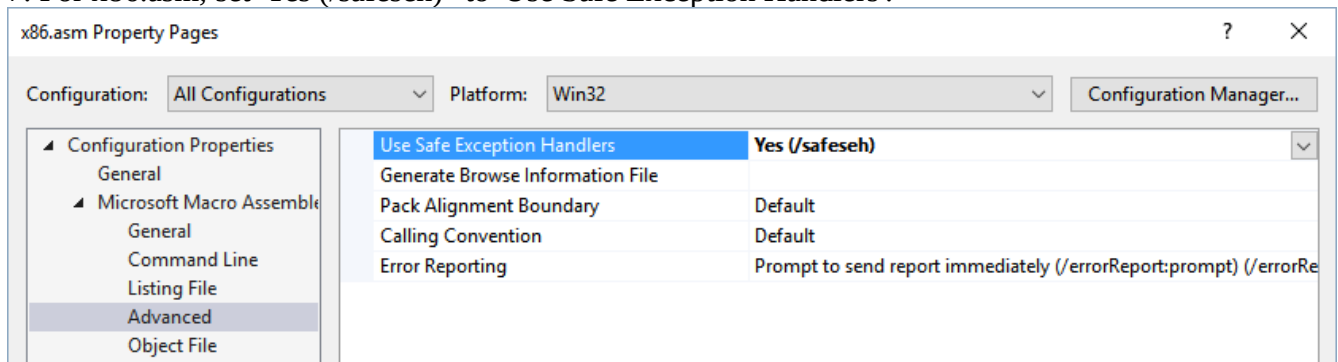 x86.asm Property Pages ? ×
Configuration: All Configurations Platform: Win32 Configuration Manager...
Configuration Properties
General
Microsoft Macro Assemble
General
Command Line
Listing File
Advanced
Object File
Use Safe Exception Handlers Yes (/safeseh)
Generate Browse Information File
Pack Alignment Boundary Default
Calling Convention Default
Error Reporting Prompt to send report immediately (/errorReport:prompt) (/errorRe